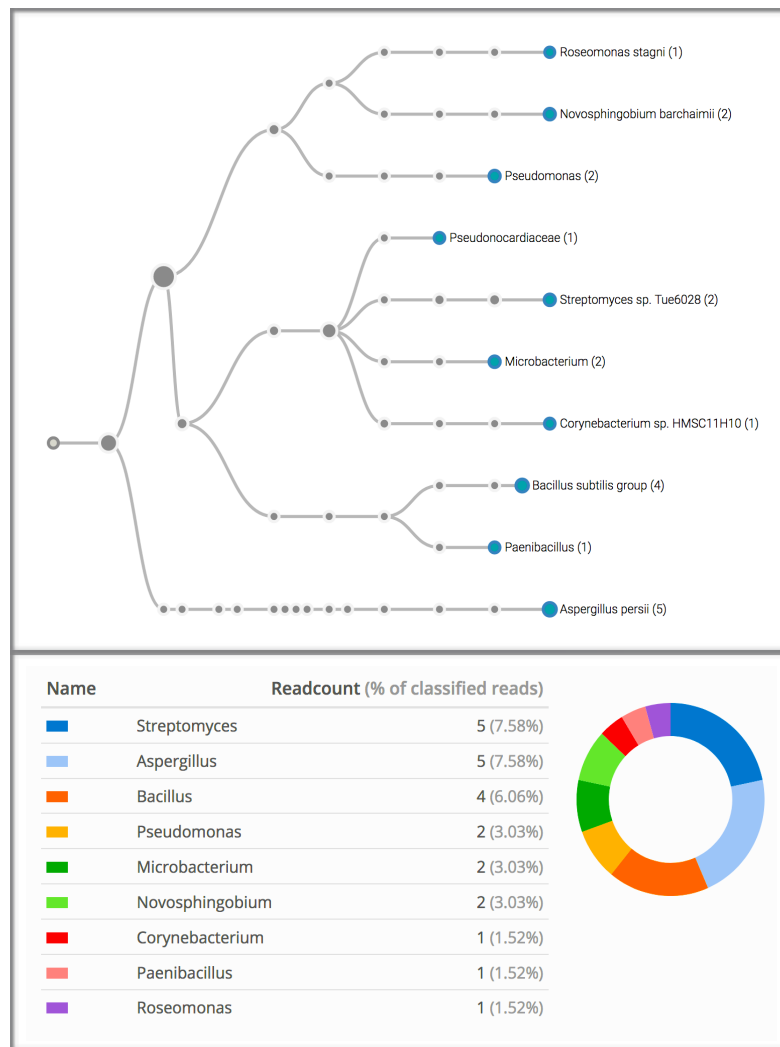 Roseomonas stagni (1)
Novosphingobium barchaimii (2)
Pseudomonas (2)
Pseudonocardiaceae (1)
Streptomyces sp. Tue6028 (2)
Microbacterium (2)
Corynebacterium sp. HMSC11H10 (1)
Bacillus subtilis group (4)
Paenibacillus (1)
Aspergillus persii (5)
Name Readcount (% of classified reads)
Streptomyces 5 (7.58%)
Aspergillus 5 (7.58%)
Bacillus 4 (6.06%)
Pseudomonas 2 (3.03%)
Microbacterium 2 (3.03%)
Novosphingobium 2 (3.03%)
Corynebacterium 1 (1.52%)
Paenibacillus 1 (1.52%)
Roseomonas 1 (1.52%)